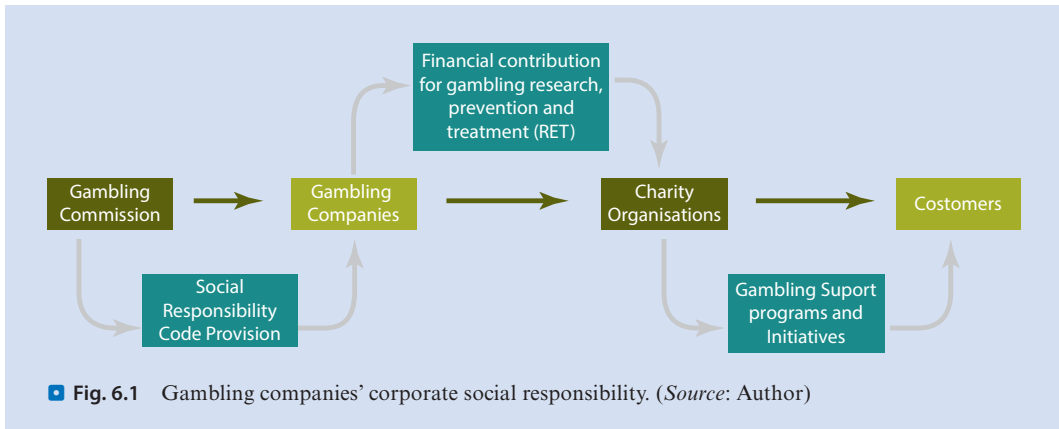 Financial contribution
for gambling research,
prevention and
treatment (RET)
Gambling
Commission
Gambling
Companies
Charity
Organisations
Costomers
Social
Responsibility
Code Provision
Gambling Suport
programs and
Initiatives
Fig. 6.1 Gambling companies’ corporate social responsibility. (Source: Author)